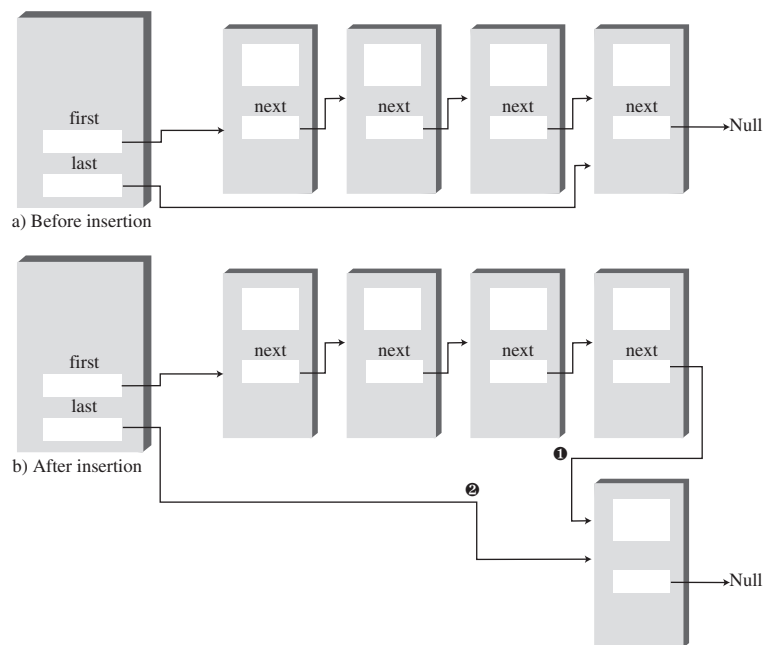 first
next
next
next
next
Null
last
a) Before insertion
first
next
next
next
next
last
b) After insertion
❶
❷
Null